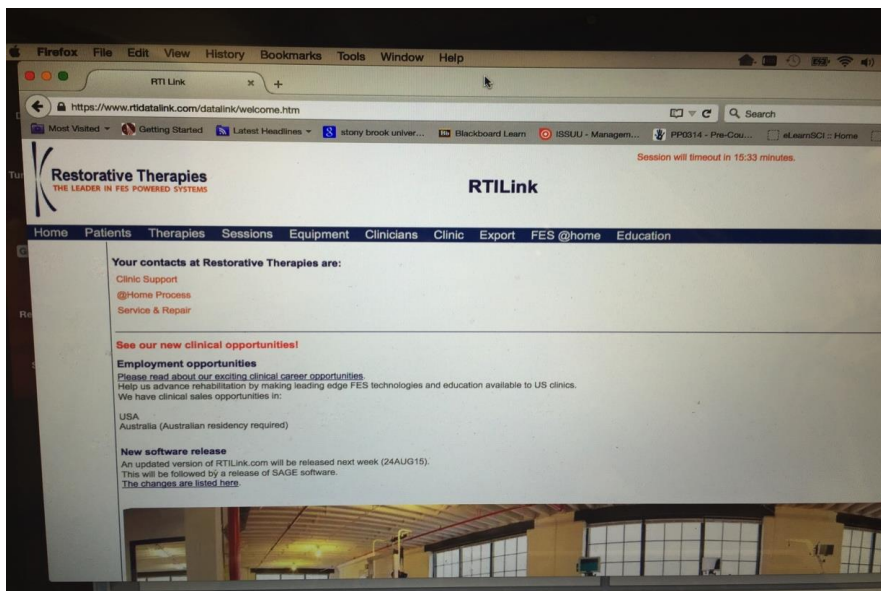 Firefox File Edit View History Bookmarks Tools Window Help
RTI Link × +
https://www.rtidatalink.com/datalink/welcome.htm
Search
Most Visited Getting Started Latest Headlines stony brook univer... Blackboard Learn ISSUU - Managem... PP0314 - Pre-Cou... eLearnSCI :: Home
Session will timeout in 15:33 minutes.
Restorative Therapies
THE LEADER IN FES POWERED SYSTEMS
RTILink
Home Patients Therapies Sessions Equipment Clinicians Clinic Export FES @home Education
Your contacts at Restorative Therapies are:
Clinic Support
@Home Process
Service & Repair
See our new clinical opportunities!
Employment opportunities
Please read about our exciting clinical career opportunities.
Help us advance rehabilitation by making leading edge FES technologies and education available to US clinics.
We have clinical sales opportunities in:
USA
Australia (Australian residency required)
New software release
An updated version of RTILink.com will be released next week (24AUG15).
This will be followed by a release of SAGE software.
The changes are listed here.